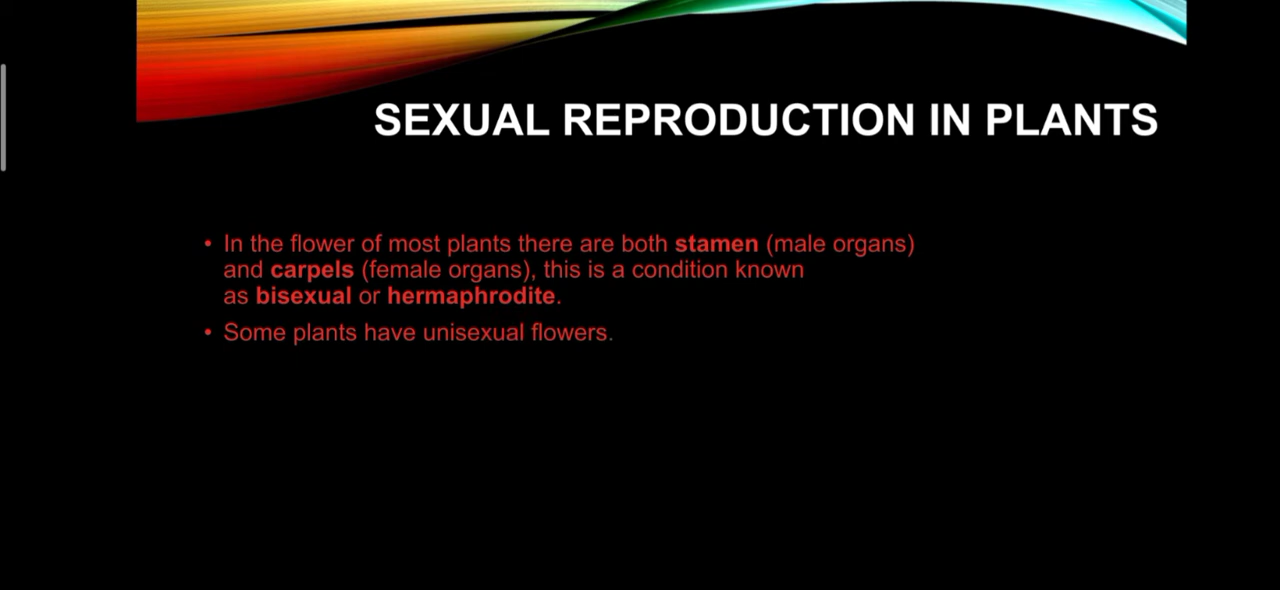 SEXUAL REPRODUCTION IN PLANTS
• In the flower of most plants there are both stamen (male organs)
and carpels (female organs), this is a condition known
as bisexual or hermaphrodite.
• Some plants have unisexual flowers.